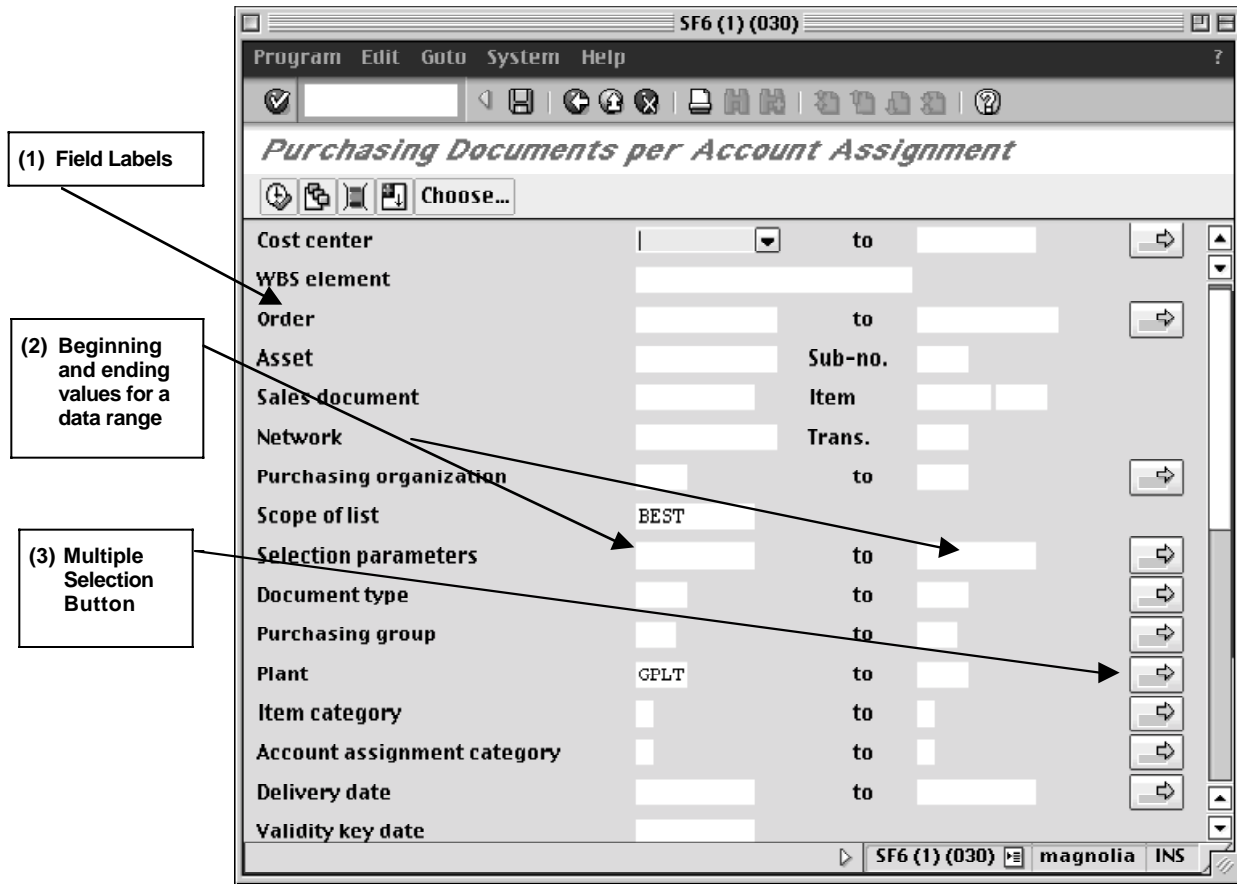 SF6 (1) (030)
Program Edit Goto System Help ?
Purchasing Documents per Account Assignment
Choose...
(1) Field Labels
Cost center to
WBS element
Order to
(2) Beginning
and ending
values for a
data range
Asset Sub-no.
Sales document Item
Network Trans.
Purchasing organization to
Scope of list BEST
(3) Multiple
Selection
Button
Selection parameters to
Document type to
Purchasing group to
Plant GPLT to
Item category to
Account assignment category to
Delivery date to
Validity key date
SF6 (1) (030) magnolia INS